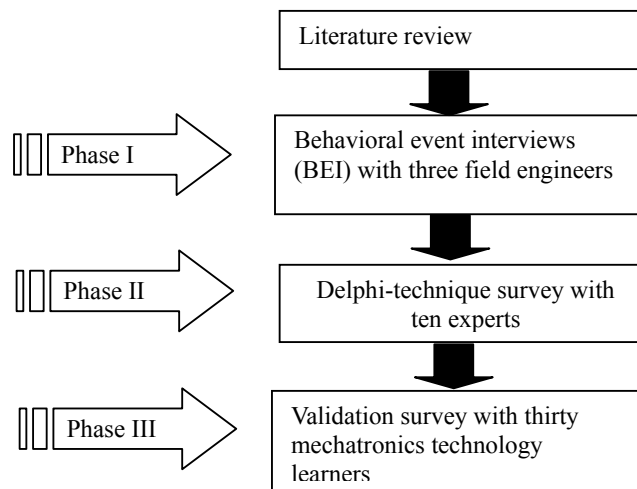 Literature review
Phase I
Behavioral event interviews
(BEI) with three field engineers
Phase II
Delphi-technique survey with
ten experts
Phase III
Validation survey with thirty
mechatronics technology
learners